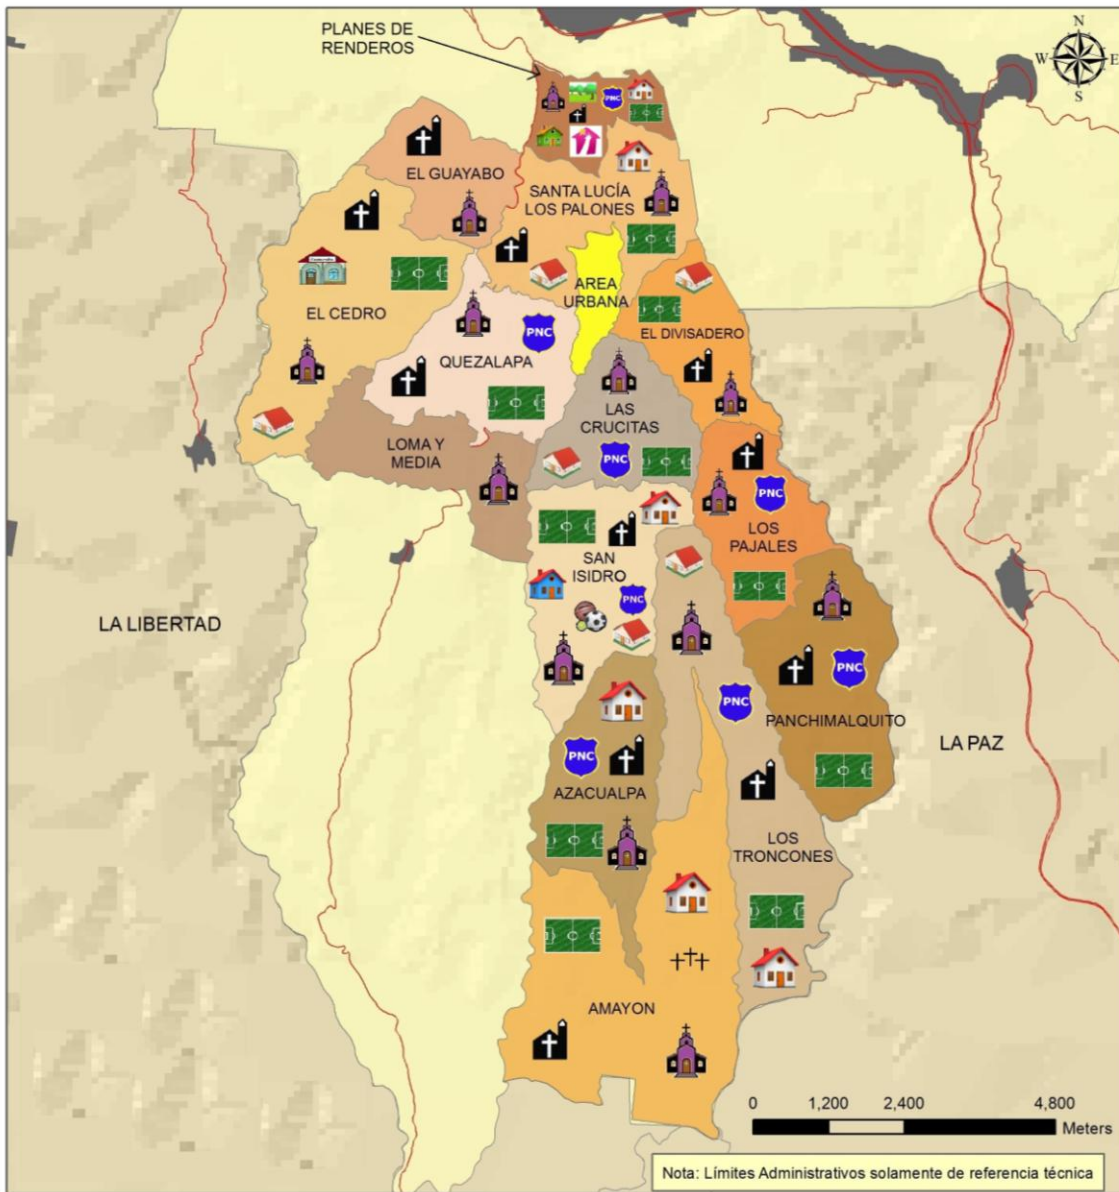 PLANES DE
RENDEROS
N
W E
S
PNC
EL GUAYABO
SANTA LUCÍA
LOS PALONES
AREA
URBANA
EL CEDRO
EL DIVISADERO
PNC
QUEZALAPA
LAS
CRUCITAS
LOMA Y
MEDIA
PNC
PNC
LOS
PAJALES
SAN
ISIDRO
PNC
LA LIBERTAD
PNC
PNC
PANCHIMALQUITO
LA PAZ
PNC
AZACUALPA
LOS
TRONCONES
AMAYON
0 1,200 2,400 4,800
Meters
Nota: Límites Administrativos solamente de referencia técnica